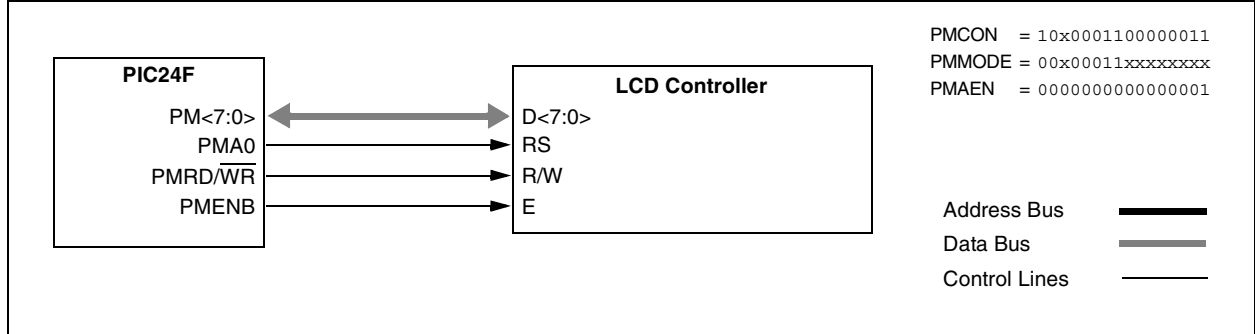 PMCON = 10x0001100000011
PMMODE = 00x00011xxxxxxxx
PMAEN = 0000000000000001
PIC24F
PM<7:0>
PMA0
PMRD/WR
PMENB
LCD Controller
D<7:0>
RS
R/W
E
Address Bus
Data Bus
Control Lines